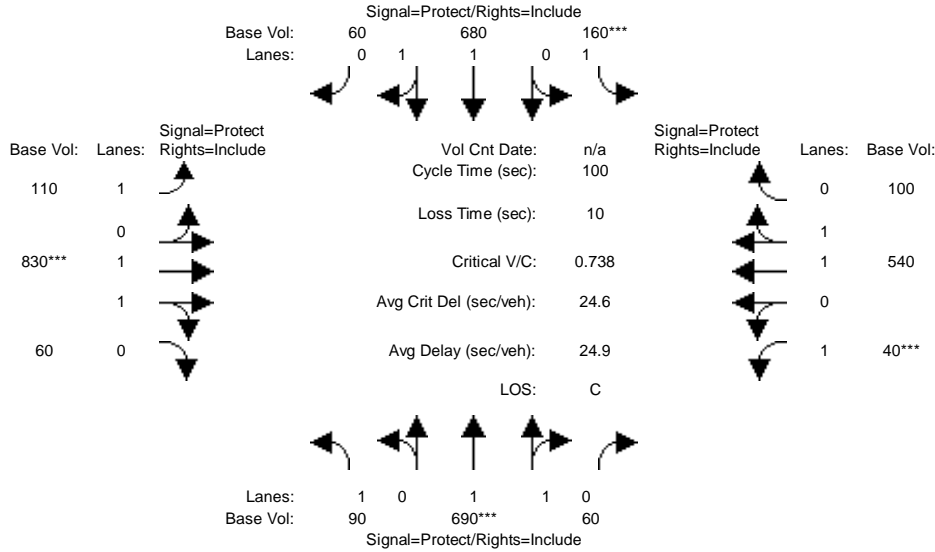 Signal=Protect/Rights=Include
Base Vol: 60 680 160***
Lanes: 0 1 1 0 1
Signal=Protect
Base Vol: Lanes: Rights=Include
Vol Cnt Date: n/a
Signal=Protect
Rights=Include Lanes: Base Vol:
Cycle Time (sec): 100
110 1
0 100
Loss Time (sec): 10
0
1
830*** 1
Critical V/C: 0.738
1 540
1
Avg Crit Del (sec/veh): 24.6
0
60 0
Avg Delay (sec/veh): 24.9
1 40***
LOS: C
Lanes: 1 0 1 1 0
Base Vol: 90 690*** 60
Signal=Protect/Rights=Include